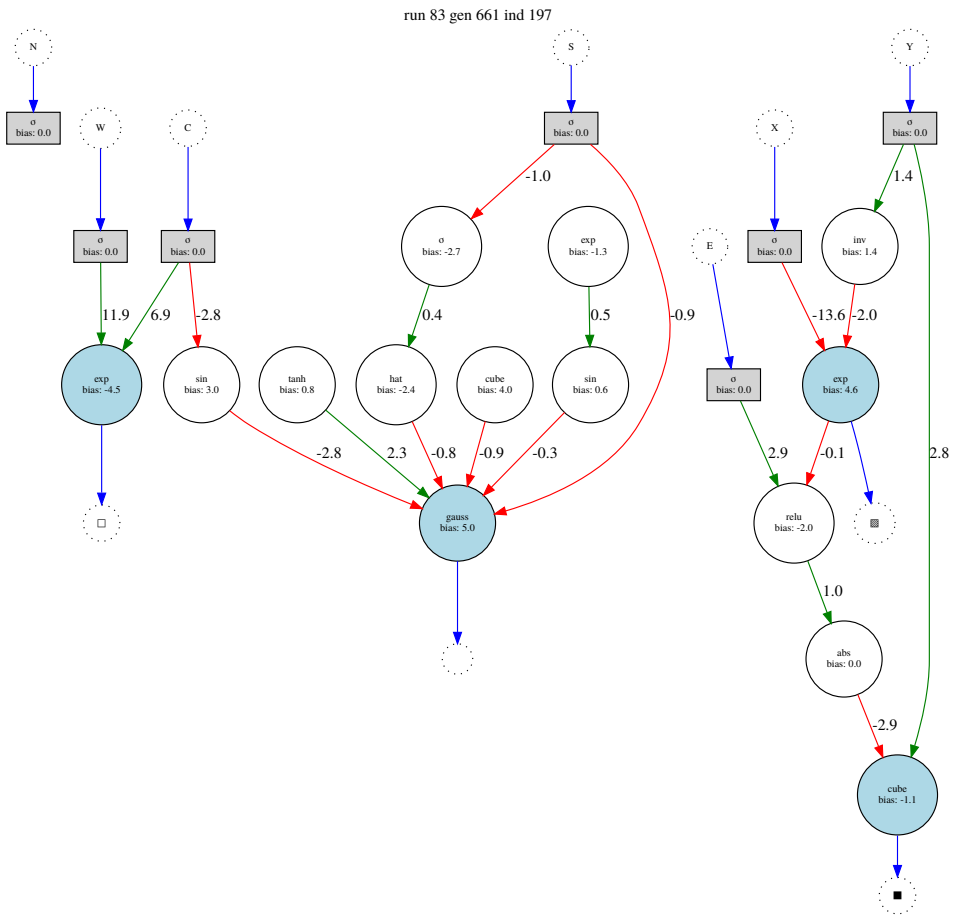 run 83 gen 661 ind 197
N
S
Y
σ
bias: 0.0
W
C
σ
bias: 0.0
X
σ
bias: 0.0
-1.0
1.4
σ
bias: 0.0
σ
bias: 0.0
σ
bias: -2.7
exp
bias: -1.3
E
σ
bias: 0.0
inv
bias: 1.4
11.9
6.9
-2.8
0.4
0.5
-0.9
-13.6
-2.0
exp
bias: -4.5
sin
bias: 3.0
tanh
bias: 0.8
hat
bias: -2.4
cube
bias: 4.0
sin
bias: 0.6
σ
bias: 0.0
exp
bias: 4.6
-2.8
2.3
-0.8
-0.9
-0.3
2.9
-0.1
2.8
□
gauss
bias: 5.0
relu
bias: -2.0
▨
1.0
abs
bias: 0.0
-2.9
cube
bias: -1.1
■